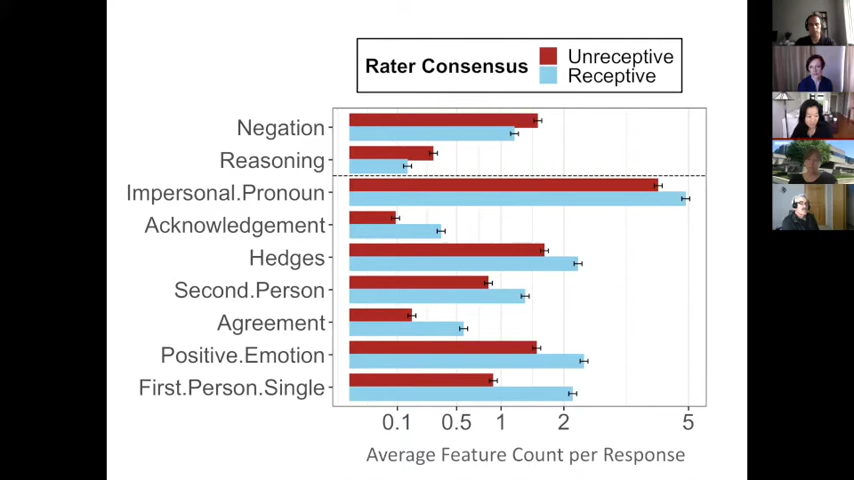 Rater Consensus
Unreceptive
Receptive
Negation
Reasoning
Impersonal.Pronoun
Acknowledgement
Hedges
Second.Person
Agreement
Positive.Emotion
First.Person.Single
0.1 0.5 1 2 5
Average Feature Count per Response